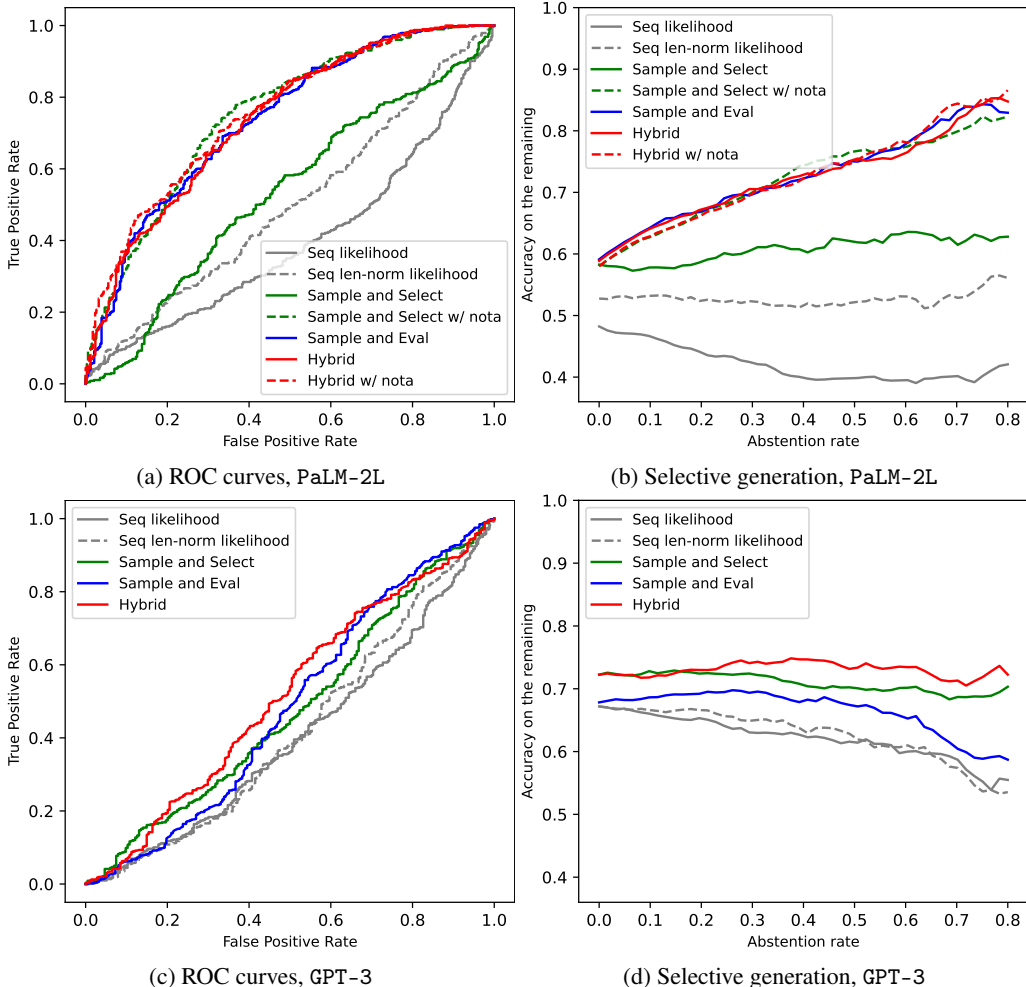 1.0
0.8
0.6
0.4
0.2
0.0
True Positive Rate
Seq likelihood
Seq len-norm likelihood
Sample and Select
Sample and Select w/ nota
Sample and Eval
Hybrid
Hybrid w/ nota
0.0 0.2 0.4 0.6 0.8 1.0
False Positive Rate
(a) ROC curves, PaLM-2L
1.0
0.9
0.8
0.7
0.6
0.5
0.4
Accuracy on the remaining
Seq likelihood
Seq len-norm likelihood
Sample and Select
Sample and Select w/ nota
Sample and Eval
Hybrid
Hybrid w/ nota
0.0 0.1 0.2 0.3 0.4 0.5 0.6 0.7 0.8
Abstention rate
(b) Selective generation, PaLM-2L
1.0
0.8
0.6
0.4
0.2
0.0
True Positive Rate
Seq likelihood
Seq len-norm likelihood
Sample and Select
Sample and Eval
Hybrid
0.0 0.2 0.4 0.6 0.8 1.0
False Positive Rate
(c) ROC curves, GPT-3
1.0
0.9
0.8
0.7
0.6
0.5
0.4
Accuracy on the remaining
Seq likelihood
Seq len-norm likelihood
Sample and Select
Sample and Eval
Hybrid
0.0 0.1 0.2 0.3 0.4 0.5 0.6 0.7 0.8
Abstention rate
(d) Selective generation, GPT-3